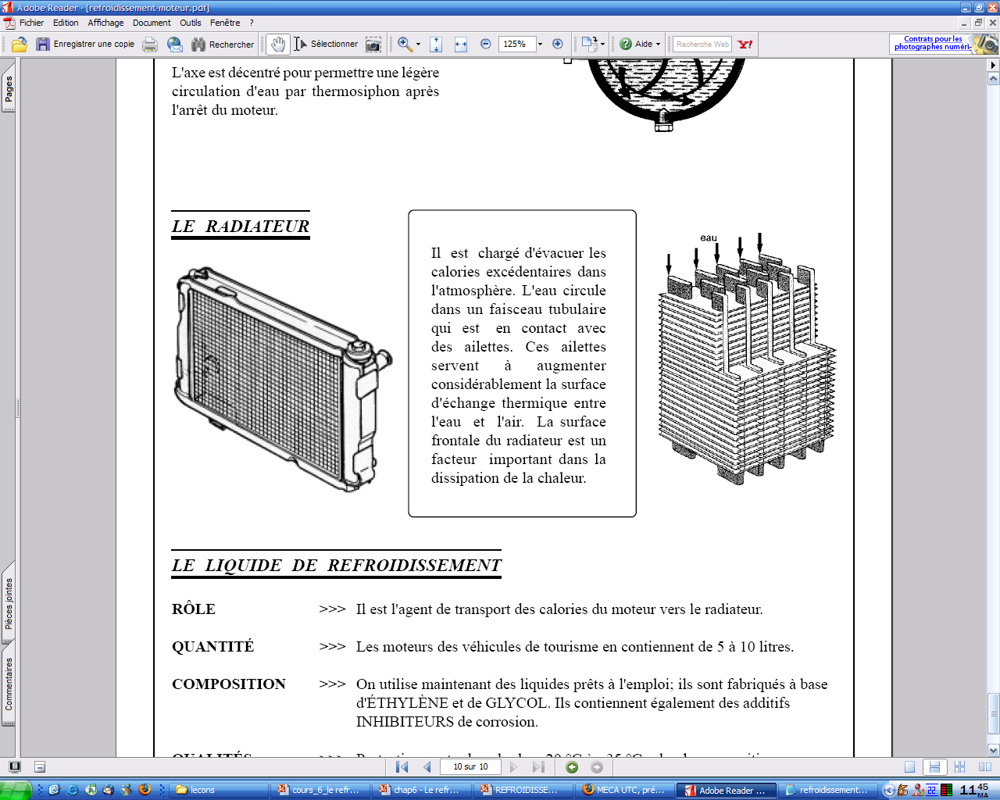 Adobe Reader - [refroidissement-moteur.pdf]
Fichier Edition Affichage Document Outils Fenêtre ?
Enregistrer une copie Rechercher Sélectionner 125% Aide Recherche Web Y!
Contrats pour les
photographes numéri-
Pages
Pièces jointes
Commentaires
L'axe est décentré pour permettre une légère
circulation d'eau par thermosiphon après
l'arrêt du moteur.
LE RADIATEUR
Il est chargé d'évacuer les
calories excédentaires dans
l'atmosphère. L'eau circule
dans un faisceau tubulaire
qui est en contact avec
des ailettes. Ces ailettes
servent à augmenter
considérablement la surface
d'échange thermique entre
l'eau et l'air. La surface
frontale du radiateur est un
facteur important dans la
dissipation de la chaleur.
eau
LE LIQUIDE DE REFROIDISSEMENT
RÔLE >>> Il est l'agent de transport des calories du moteur vers le radiateur.
QUANTITÉ >>> Les moteurs des véhicules de tourisme en contiennent de 5 à 10 litres.
COMPOSITION >>> On utilise maintenant des liquides prêts à l'emploi; ils sont fabriqués à base
d'ÉTHYLÈNE et de GLYCOL. Ils contiennent également des additifs
INHIBITEURS de corrosion.
QUALITÉS >>>
10 sur 10
lecons cours_6_le refr... chap6 - Le refr... REFROIDISSE... MECA UTC, pré... Adobe Reader ... refroidissement... 22 11 45
MA